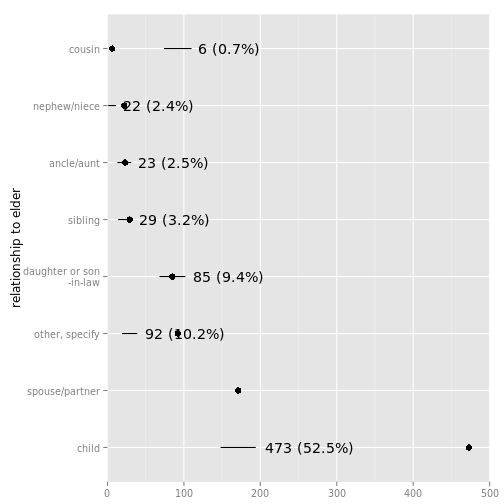 cousin
6 (0.7%)
nephew/niece
22 (2.4%)
ancle/aunt
23 (2.5%)
sibling
29 (3.2%)
relationship to elder
daughter or son
-in-law
85 (9.4%)
other, specify
92 (10.2%)
spouse/partner
child
473 (52.5%)
0 100 200 300 400 500